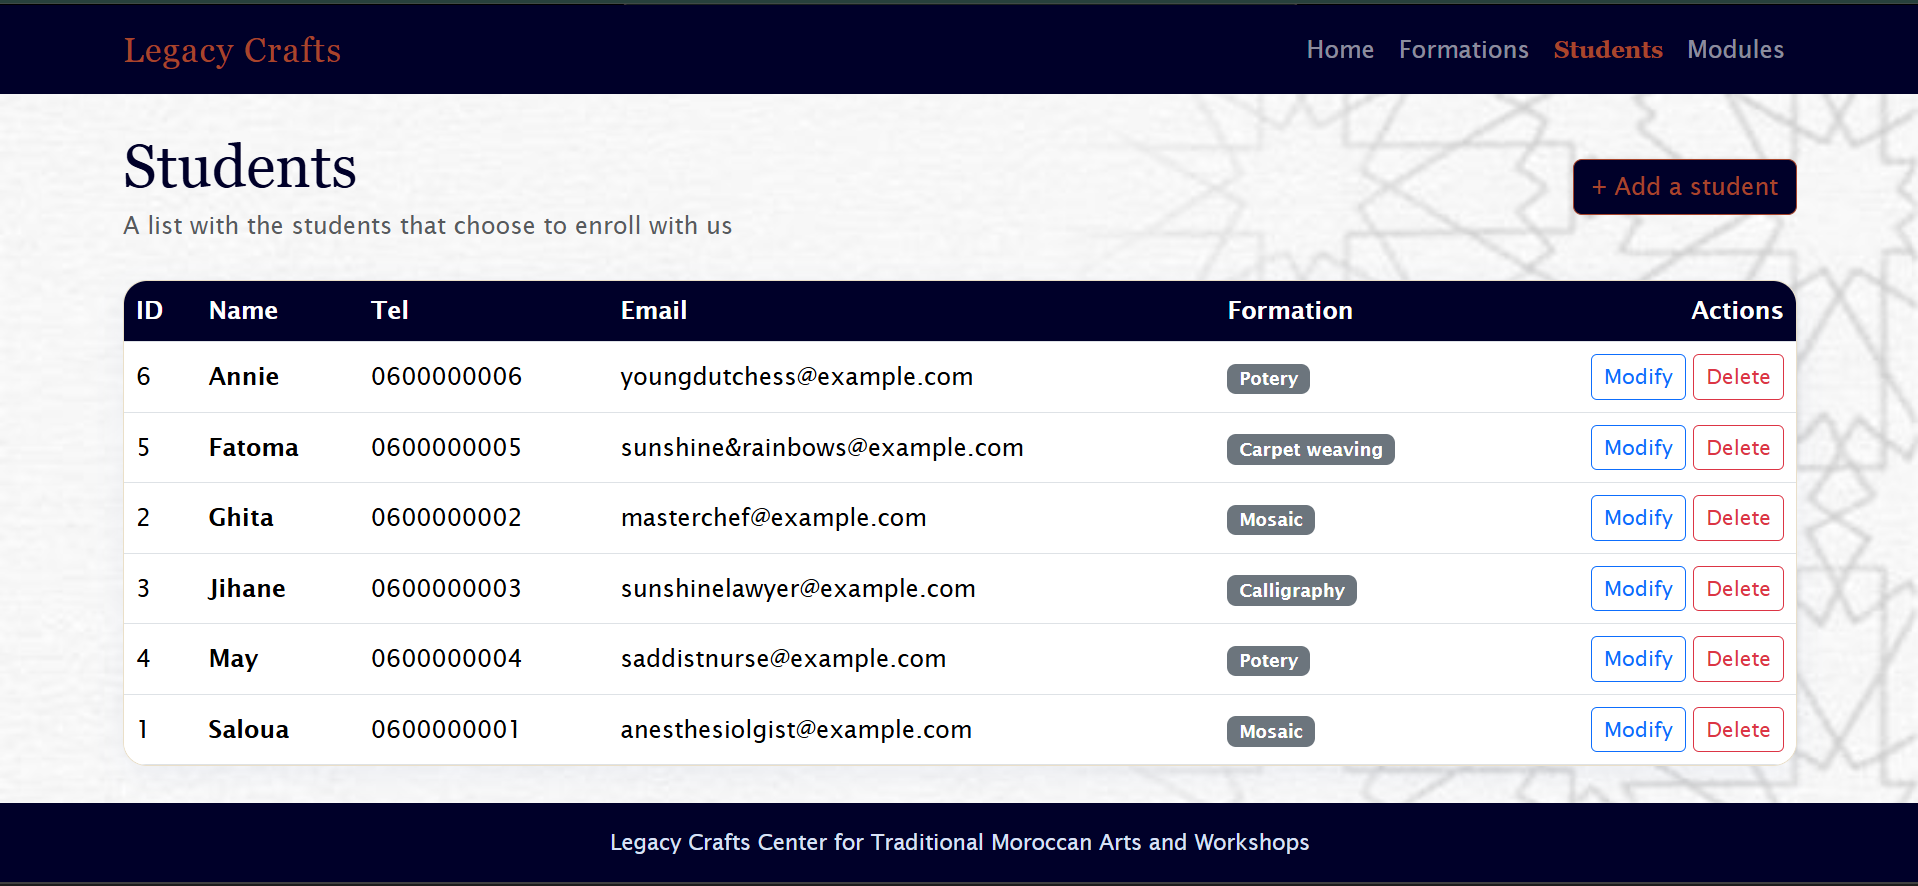 Legacy Crafts Home Formations Students Modules
Students
+ Add a student
A list with the students that choose to enroll with us
ID Name Tel Email Formation Actions
6 Annie 0600000006 youngdutchess@example.com Potery Modify Delete
5 Fatoma 0600000005 sunshine&rainbows@example.com Carpet weaving Modify Delete
2 Ghita 0600000002 masterchef@example.com Mosaic Modify Delete
3 Jihane 0600000003 sunshinelawyer@example.com Calligraphy Modify Delete
4 May 0600000004 saddistnurse@example.com Potery Modify Delete
1 Saloua 0600000001 anesthesiolgist@example.com Mosaic Modify Delete
Legacy Crafts Center for Traditional Moroccan Arts and Workshops